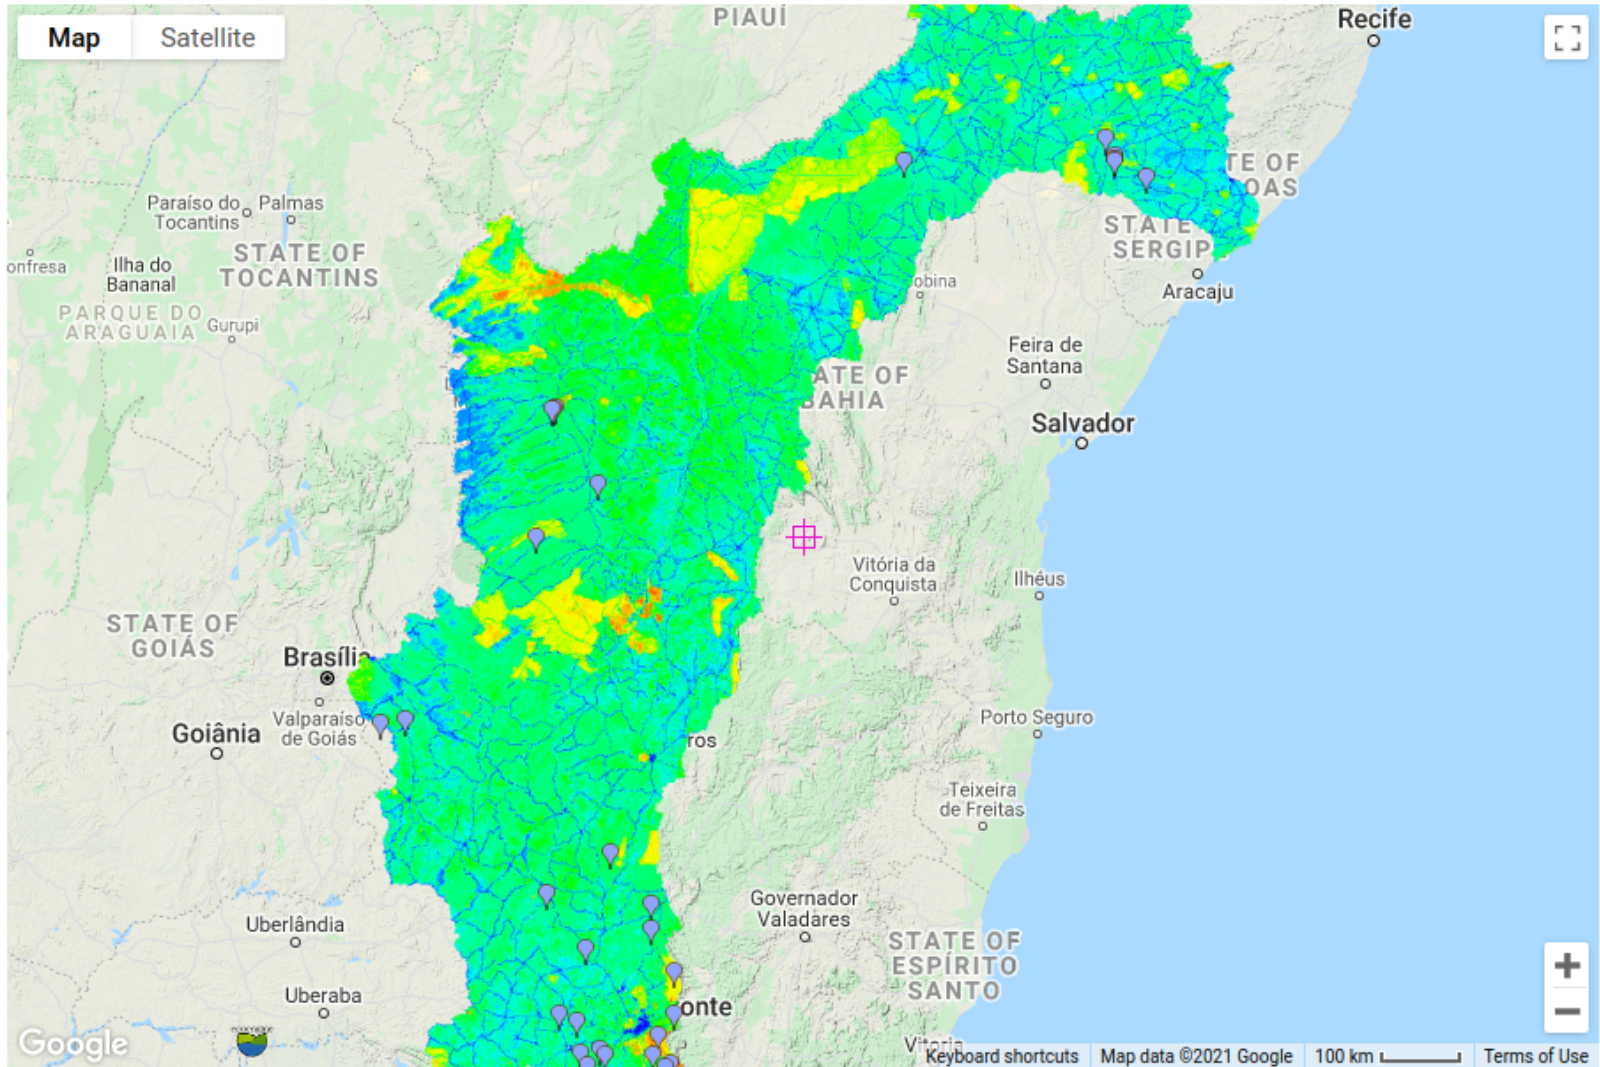 Map
Satellite
PIAUÍ
Recife
Paraíso do
Tocantins
Palmas
STATE OF
TOCANTINS
onfresa
Ilha do
Bananal
PARQUE DO
ARAGUAIA
Gurupi
TE OF
OAS
STATE
SERGIP
Aracaju
obina
Feira de
Santana
ATE OF
BAHIA
Salvador
Vitória da
Conquista
Ilhéus
STATE OF
GOIÁS
Brasília
Valparaíso
de Goiás
Goiânia
ros
Porto Seguro
Teixeira
de Freitas
Governador
Valadares
Uberlândia
STATE OF
ESPÍRITO
SANTO
Uberaba
onte
Vitoria
Google
Keyboard shortcuts
Map data ©2021 Google
100 km
Terms of Use